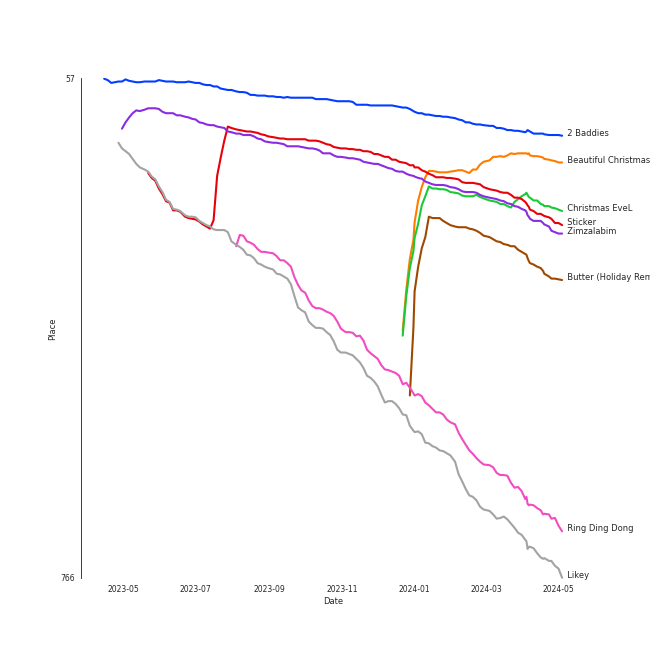 57
2 Baddies
Beautiful Christmas
Christmas EveL
Sticker
Zimzalabim
Butter (Holiday Rem
Place
Ring Ding Dong
Likey
766
2023-05 2023-07 2023-09 2023-11 2024-01 2024-03 2024-05
Date